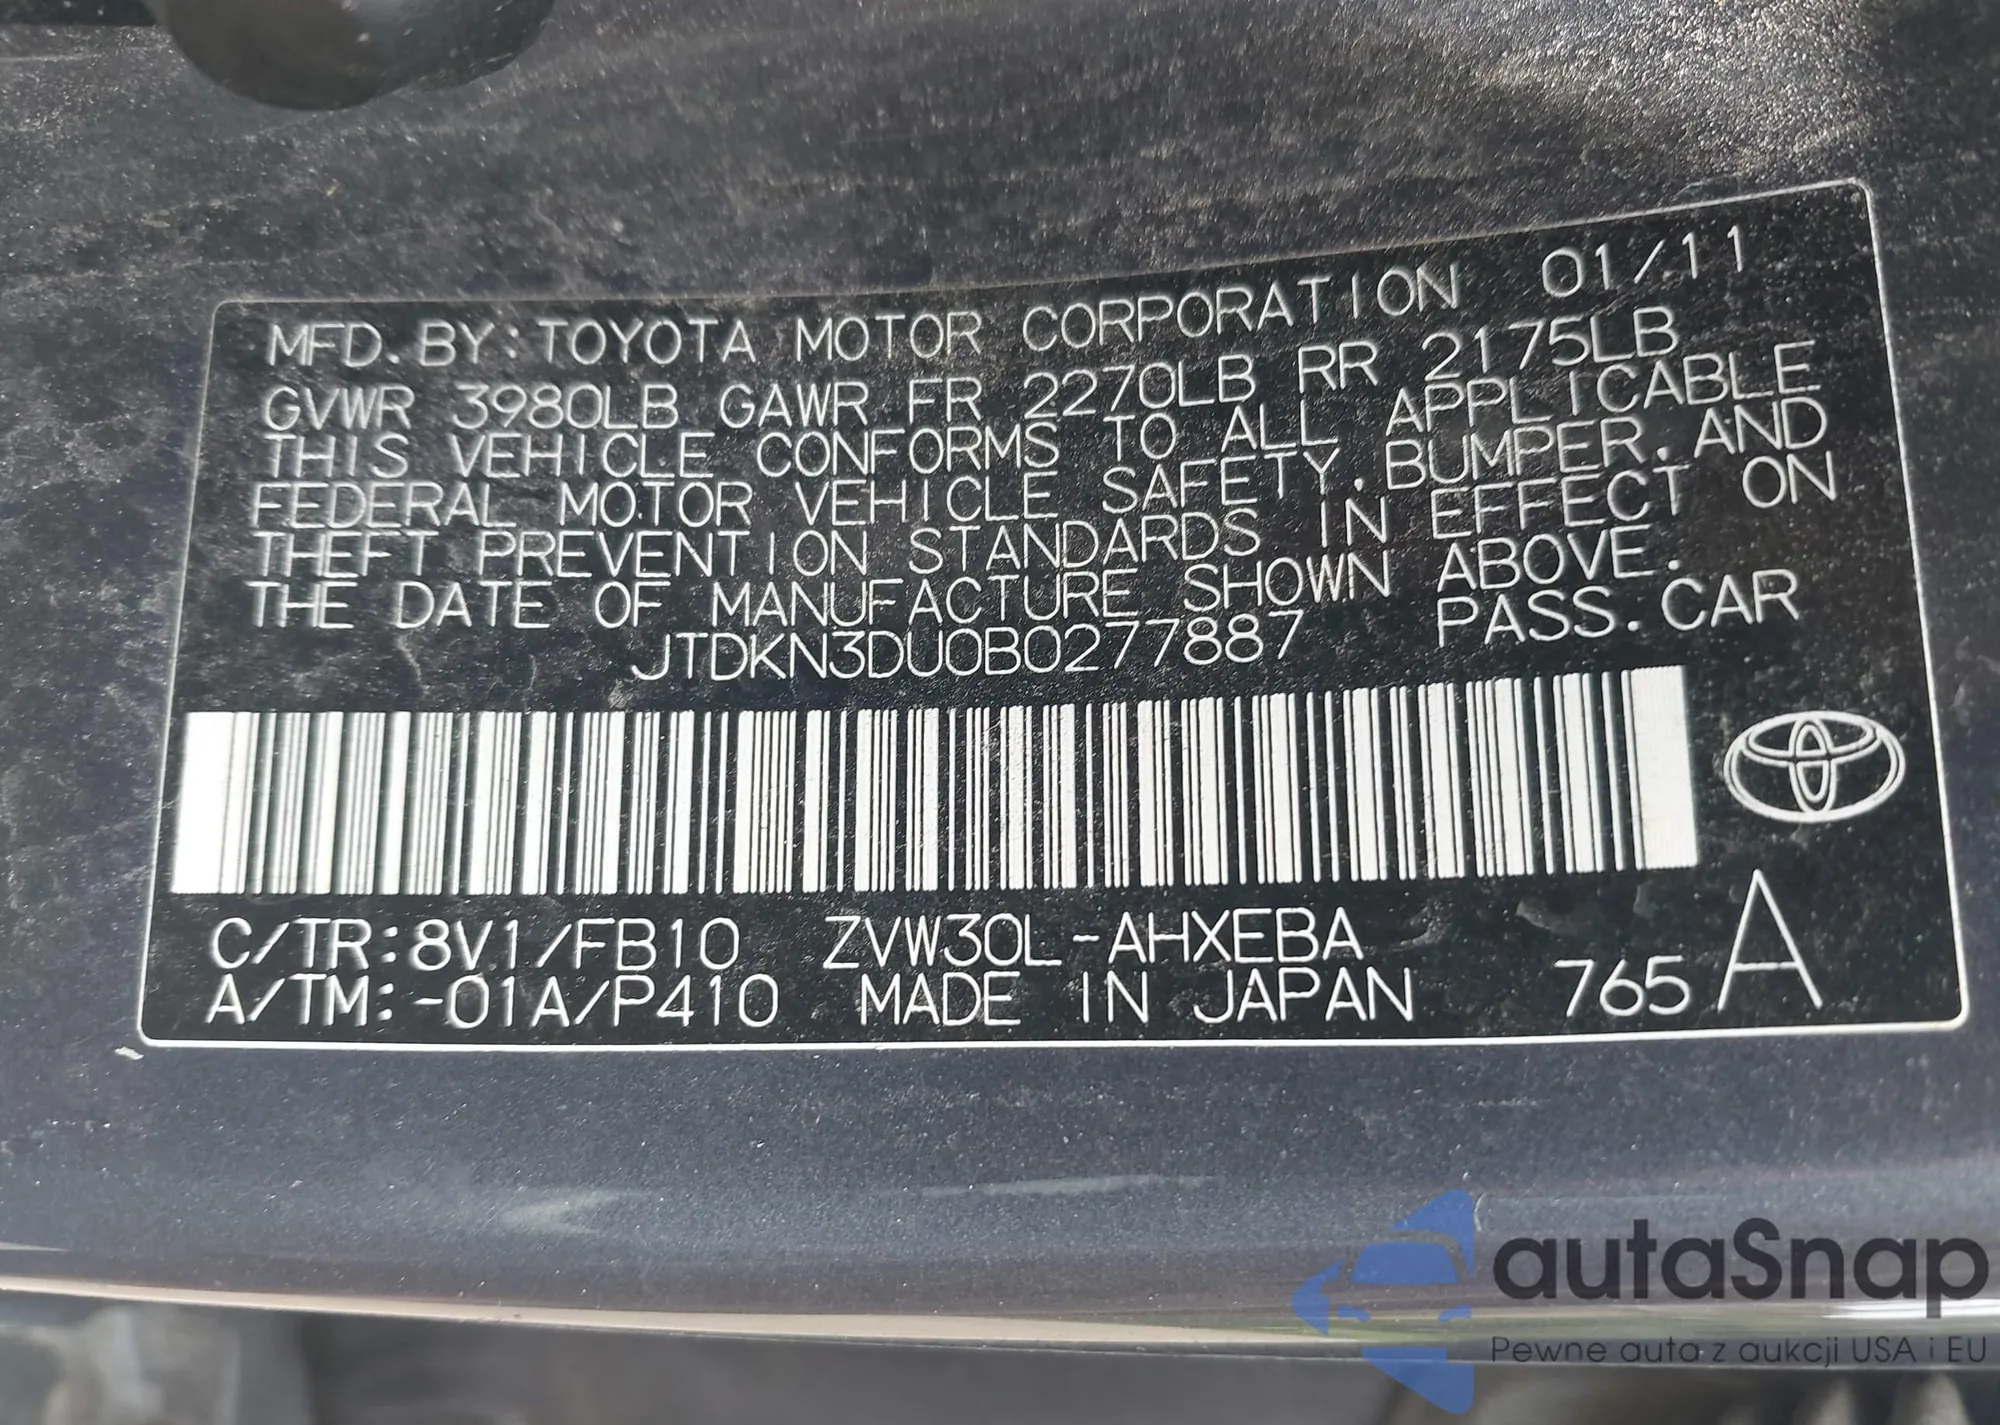 MFD. BY: TOYOTA MOTOR CORPORATION 01/11
GVWR 3980LB GAWR FR 2270LB RR 2175LB
THIS VEHICLE CONFORMS TO ALL APPLICABLE
FEDERAL MOTOR VEHICLE SAFETY, BUMPER, AND
THEFT PREVENTION STANDARDS IN EFFECT ON
THE DATE OF MANUFACTURE SHOWN ABOVE.
JTDKN3DU0B0277887 PASS. CAR
C/TR: 8V1/FB10 ZVW30L-AHXEBA
A/TM: -01A/P410 MADE IN JAPAN 765 A
autaSnap
Pewne auta z aukcji USA i EU